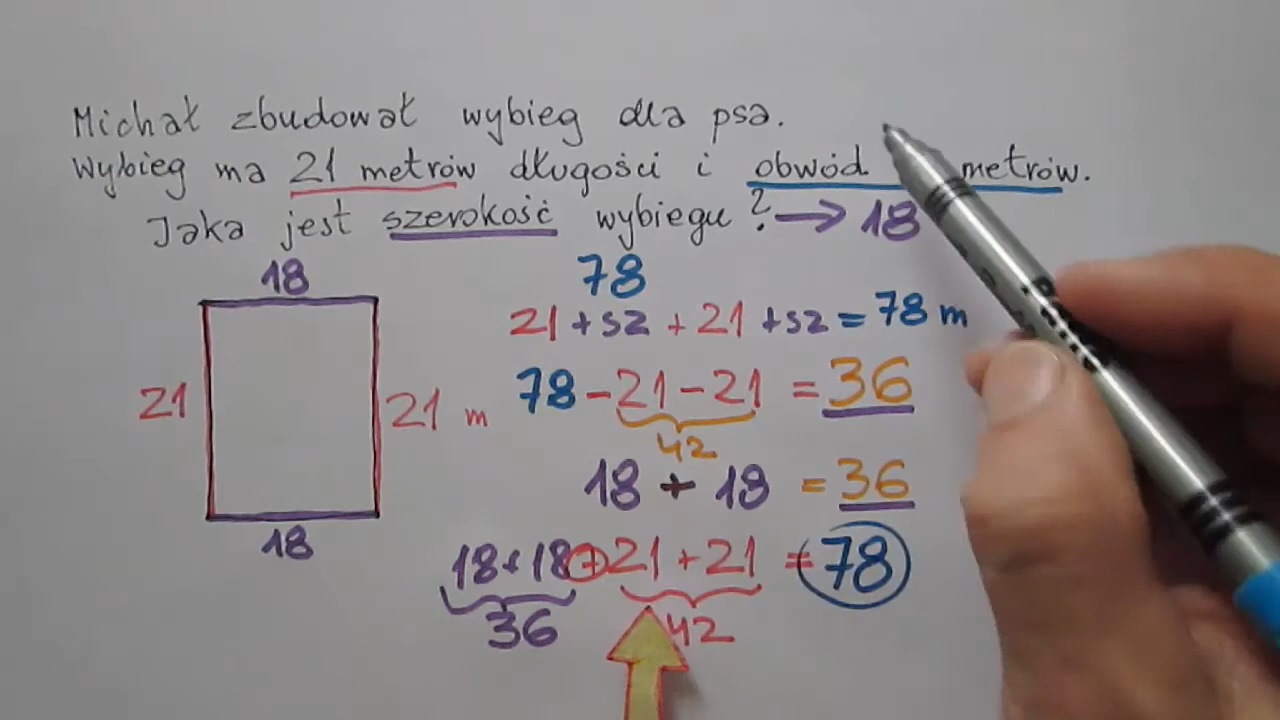 Michał zbudował wybieg dla psa.
Wybieg ma 21 metrów długości i obwód metrów.
Jaka jest szerokość wybiegu? → 18
18
78
21 + sz + 21 + sz = 78 m
21
21 m
78 - 21 - 21 = 36
42
18 + 18 = 36
18
18 + 18 + 21 + 21 = 78
36
42